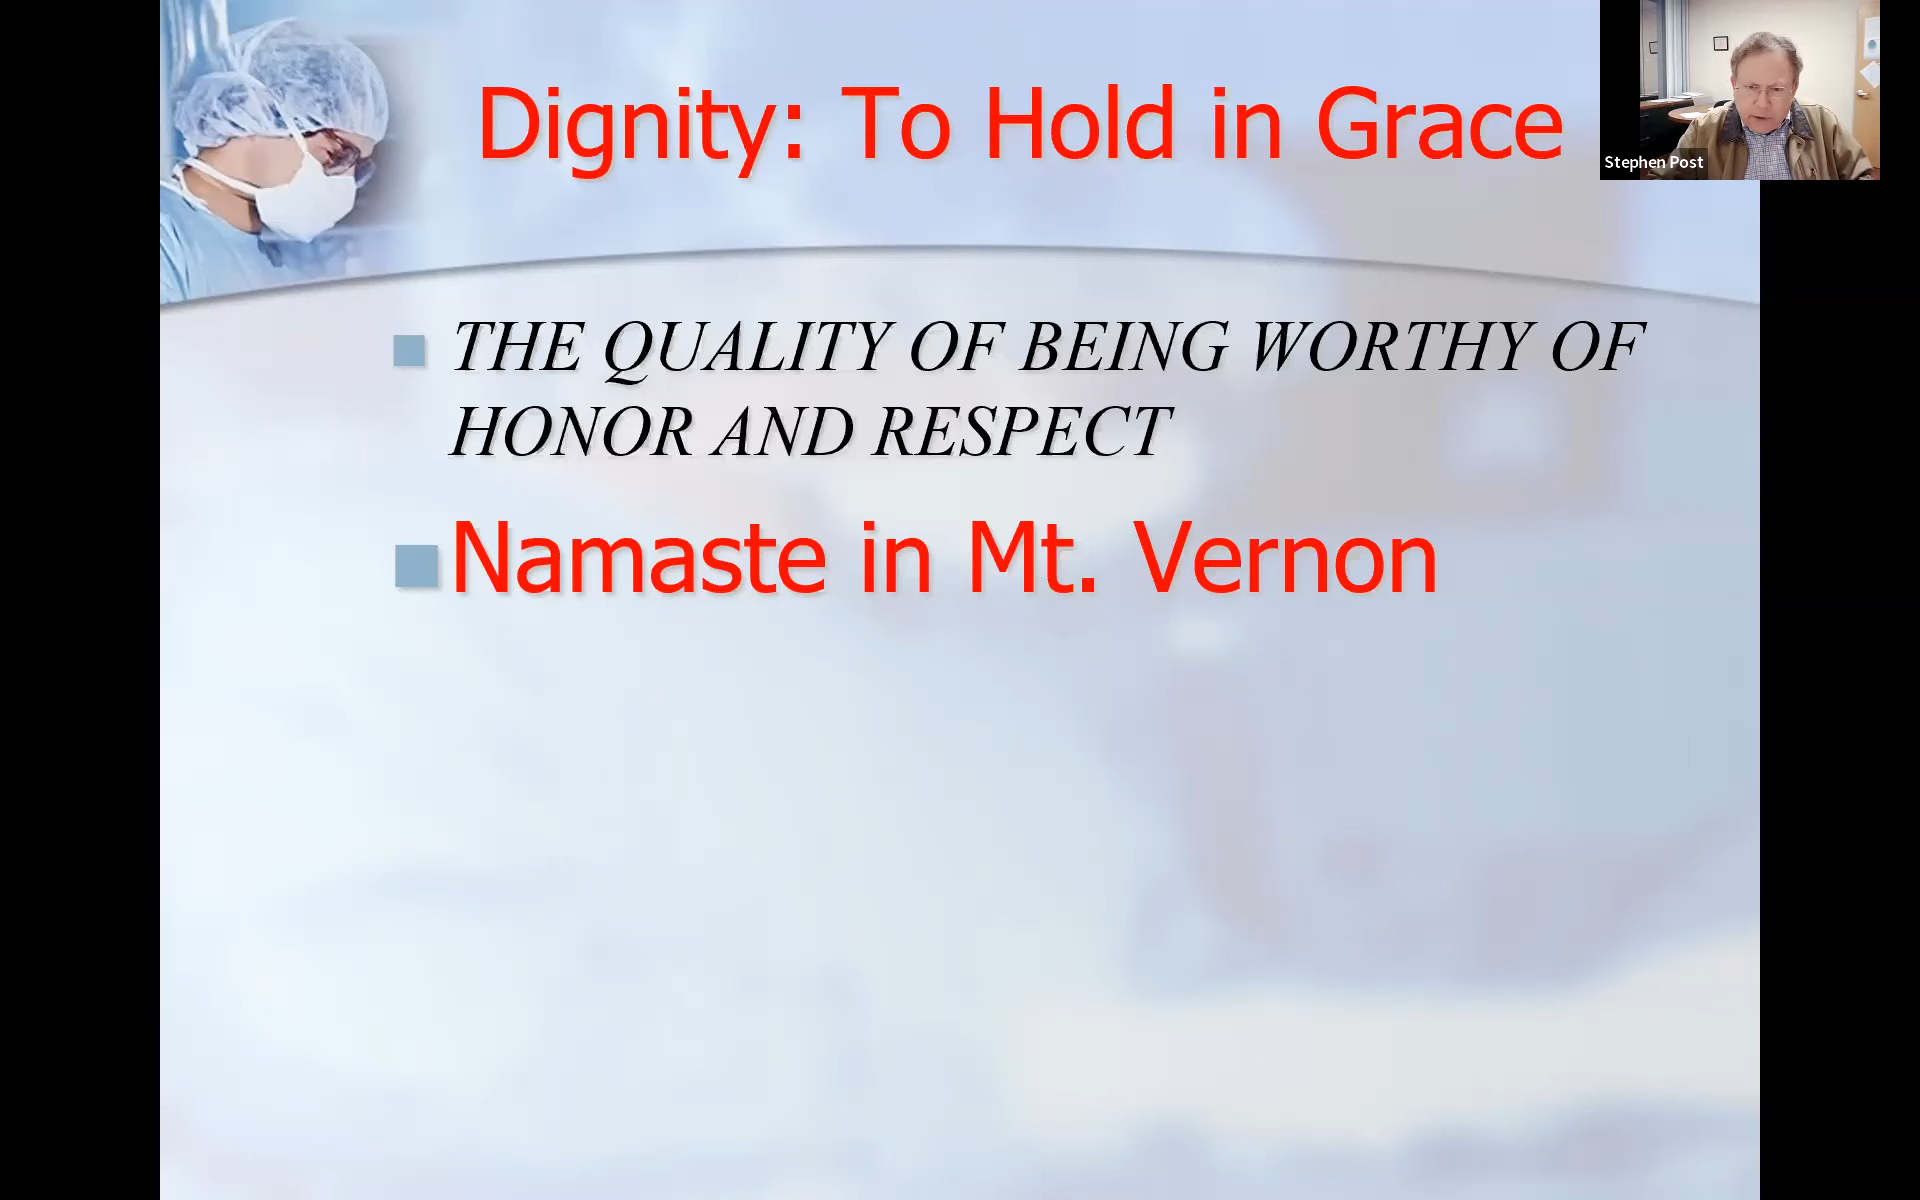 Dignity: To Hold in Grace
Stephen Post
THE QUALITY OF BEING WORTHY OF
HONOR AND RESPECT
Namaste in Mt. Vernon